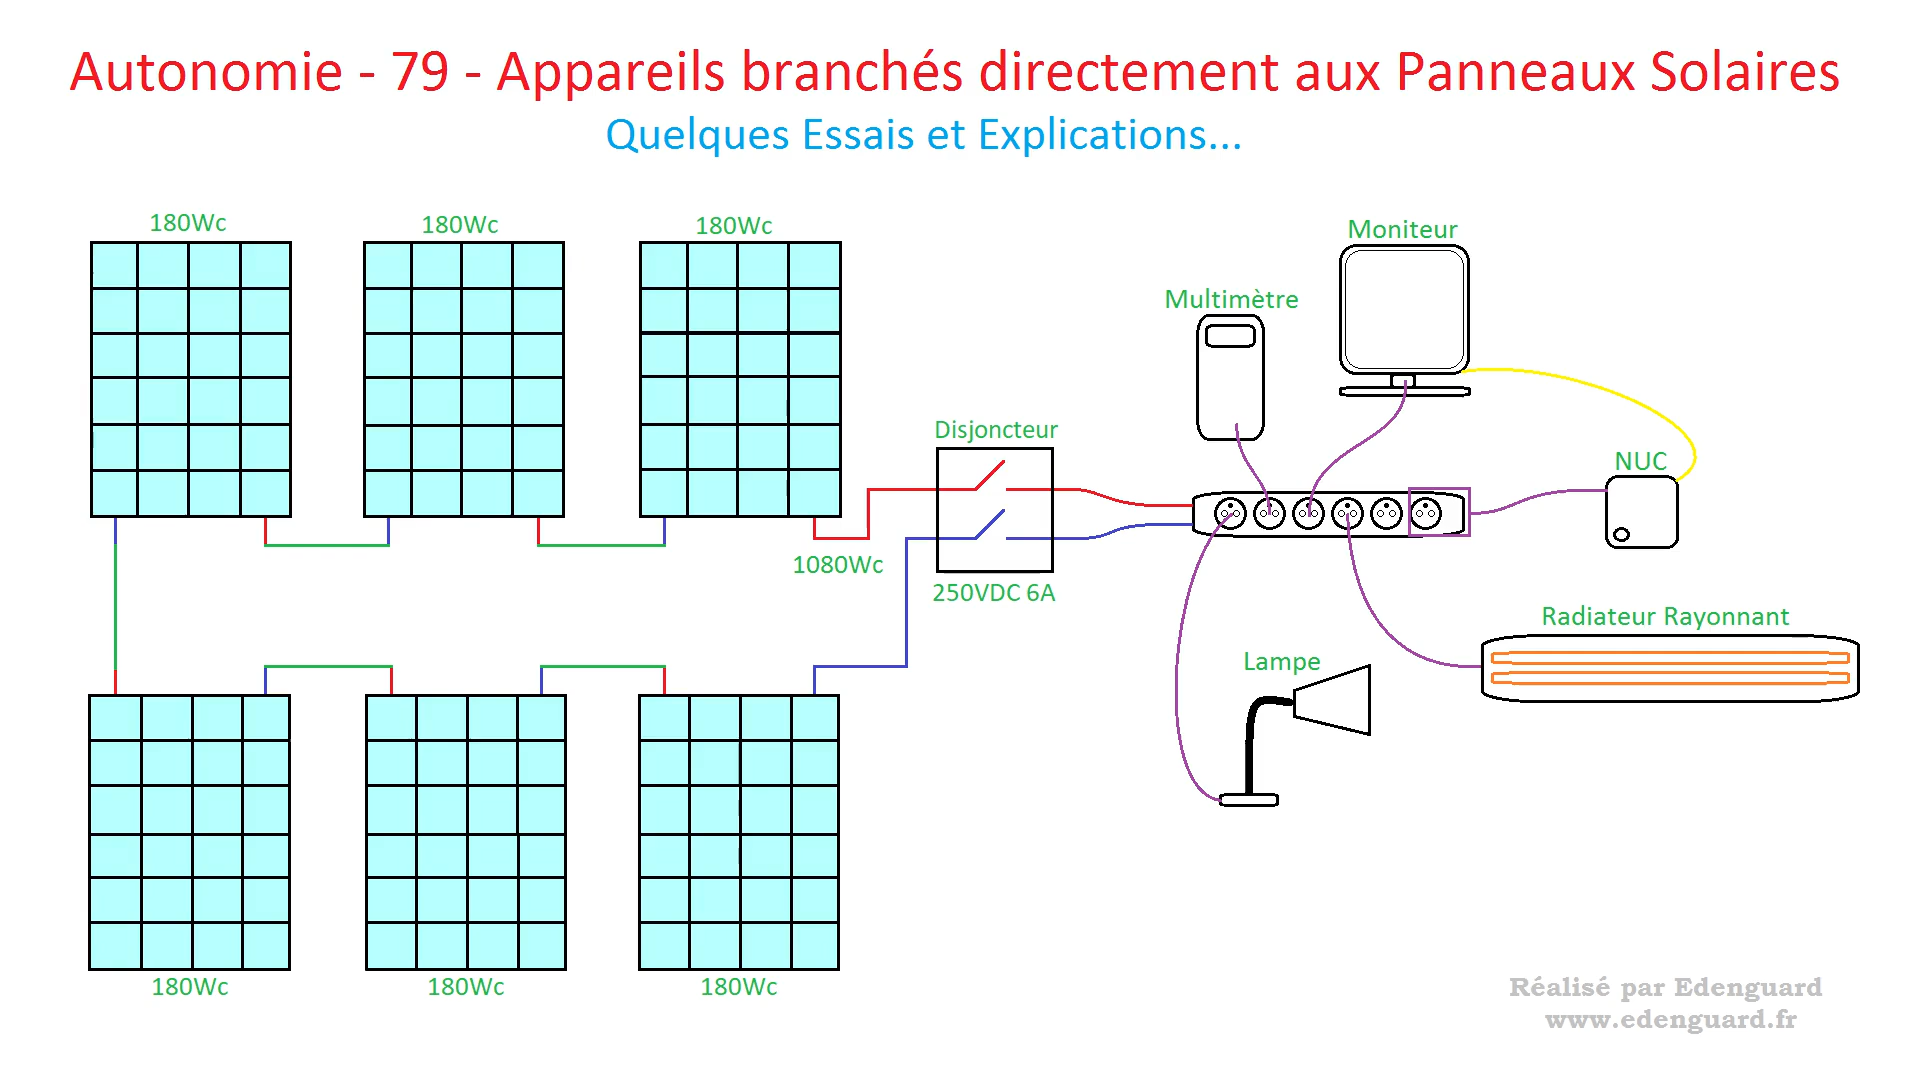 Autonomie - 79 - Appareils branchés directement aux Panneaux Solaires
Quelques Essais et Explications...
180Wc
180Wc
180Wc
Moniteur
Multimètre
Disjoncteur
NUC
1080Wc
250VDC 6A
Radiateur Rayonnant
Lampe
180Wc
180Wc
180Wc
Réalisé par Edenguard
www.edenguard.fr